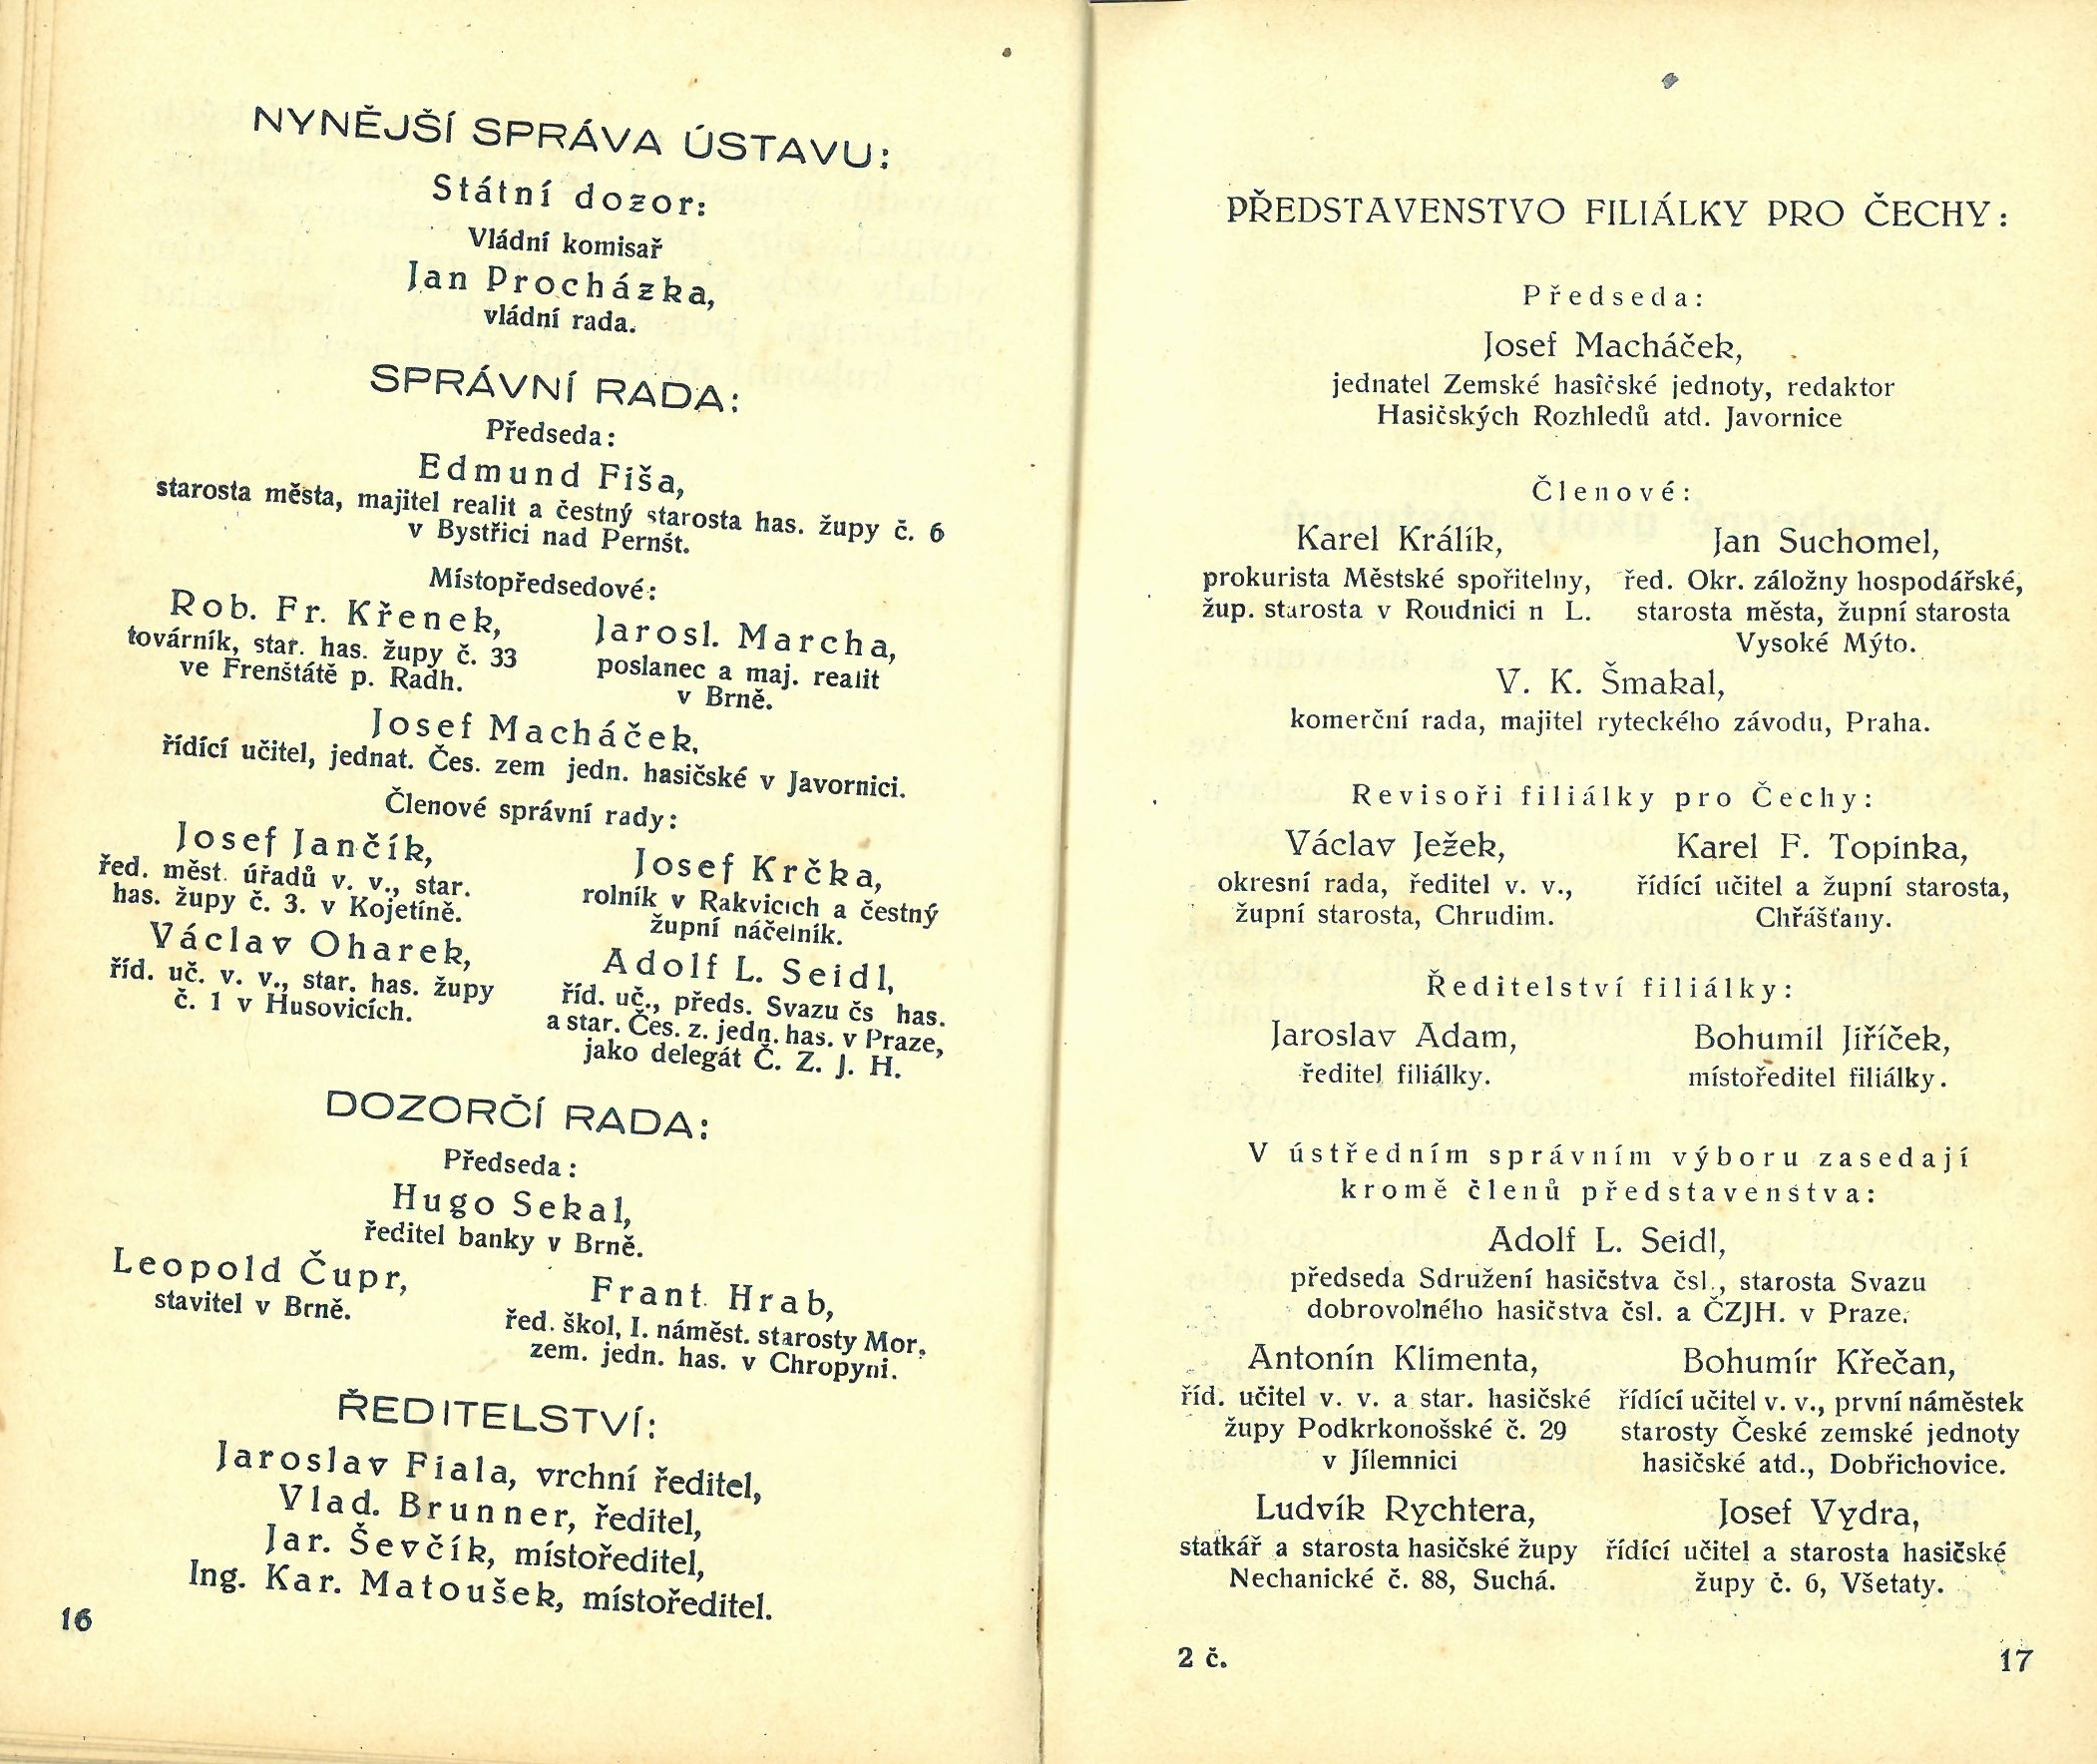 NYNĚJŠÍ SPRÁVA ÚSTAVU:
Státní dozor:
Vládní komisař
Jan Procházka,
vládní rada.
SPRÁVNÍ RADA:
Předseda:
Edmund Fiša,
starosta města, majitel realit a čestný starosta has. župy č. 6
v Bystřici nad Pernšt.
Místopředsedové:
Rob. Fr. Křenek,
továrník, star. has. župy č. 33
ve Frenštátě p. Radh.
Jarosl. Marcha,
poslanec a maj. realit
v Brně.
Josef Macháček,
řídící učitel, jednat. Čes. zem jedn. hasičské v Javornici.
Členové správní rady:
Josef Jančík,
řed. měst. úřadů v. v., star.
has. župy č. 3. v Kojetíně.
Josef Krčka,
rolník v Rakvicich a čestný
župní náčelník.
Václav Oharek,
říd. uč. v. v., star. has. župy
č. 1 v Husovicích.
Adolf L. Seidl,
říd. uč., předs. Svazu čs has.
a star. Čes. z. jedn. has. v Praze,
jako delegát Č. Z. J. H.
DOZORČÍ RADA:
Předseda:
Hugo Sekal,
ředitel banky v Brně.
Leopold Čupr,
stavitel v Brně.
Frant. Hrab,
řed. škol, I. náměst. starosty Mor.
zem. jedn. has. v Chropyni.
ŘEDITELSTVÍ:
Jaroslav Fiala, vrchní ředitel,
Vlad. Brunner, ředitel,
Jar. Ševčík, místoředitel,
Ing. Kar. Matoušek, místoředitel.
16
PŘEDSTAVENSTVO FILIÁLKY PRO ČECHY:
Předseda:
Josef Macháček,
jednatel Zemské hasičské jednoty, redaktor
Hasičských Rozhledů atd. Javornice
Členové:
Karel Králík,
prokurista Městské spořitelny,
žup. starosta v Roudnici n L.
Jan Suchomel,
řed. Okr. záložny hospodářské,
starosta města, župní starosta
Vysoké Mýto.
V. K. Šmakal,
komerční rada, majitel ryteckého závodu, Praha.
Revisoři filiálky pro Čechy:
Václav Ježek,
okresní rada, ředitel v. v.,
župní starosta, Chrudim.
Karel F. Topinka,
řídící učitel a župní starosta,
Chřášťany.
Ředitelství filiálky:
Jaroslav Adam,
ředitel filiálky.
Bohumil Jiříček,
místoředitel filiálky.
V ústředním správním výboru zasedají
kromě členů představenstva:
Adolf L. Seidl,
předseda Sdružení hasičstva čsl., starosta Svazu
dobrovolného hasičstva čsl. a ČZJH. v Praze.
Antonín Klimenta,
říd. učitel v. v. a star. hasičské
župy Podkrkonošské č. 29
v Jílemnici
Bohumír Křečan,
řídící učitel v. v., první náměstek
starosty České zemské jednoty
hasičské atd., Dobřichovice.
Ludvík Rychtera,
statkář a starosta hasičské župy
Nechanické č. 88, Suchá.
Josef Vydra,
řídící učitel a starosta hasičské
župy č. 6, Všetaty.
2 č.
17